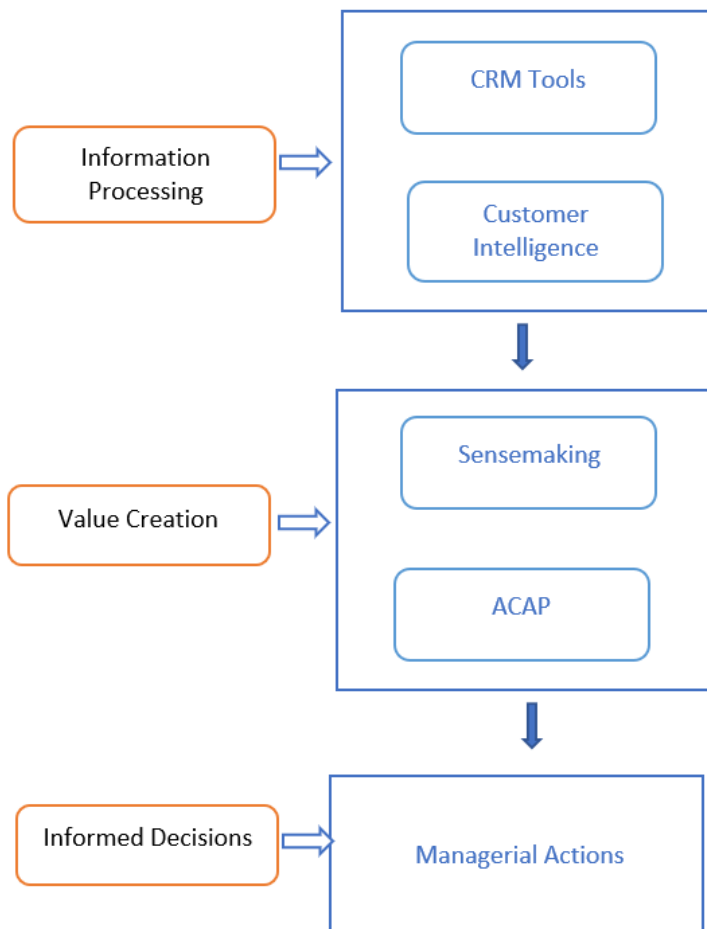 CRM Tools
Information
Processing
Customer
Intelligence
Sensemaking
Value Creation
ACAP
Informed Decisions
Managerial Actions